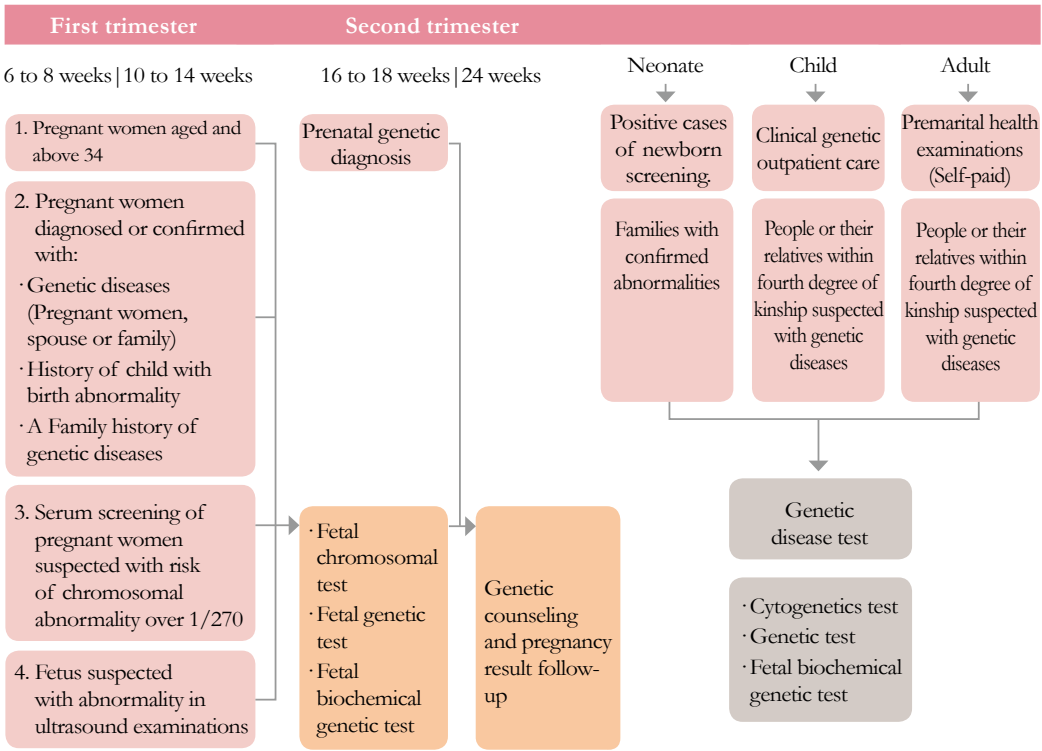 First trimester
Second trimester
6 to 8 weeks|10 to 14 weeks
16 to 18 weeks|24 weeks
1. Pregnant women aged and
above 34
2. Pregnant women
diagnosed or confirmed
with:
·Genetic diseases
(Pregnant women,
spouse or family)
·History of child with
birth abnormality
·A Family history of
genetic diseases
3. Serum screening of
pregnant women
suspected with risk
of chromosomal
abnormality over 1/270
4. Fetus suspected
with abnormality in
ultrasound examinations
Prenatal genetic
diagnosis
·Fetal
chromosomal
test
·Fetal genetic
test
·Fetal
biochemical
genetic test
Genetic
counseling
and pregnancy
result follow-
up
Neonate
Positive cases
of newborn
screening.
Families with
confirmed
abnormalities
Child
Clinical genetic
outpatient care
People or their
relatives within
fourth degree of
kinship suspected
with genetic
diseases
Adult
Premarital health
examinations
(Self-paid)
People or their
relatives within
fourth degree of
kinship suspected
with genetic
diseases
Genetic
disease test
·Cytogenetics test
·Genetic test
·Fetal biochemical
genetic test